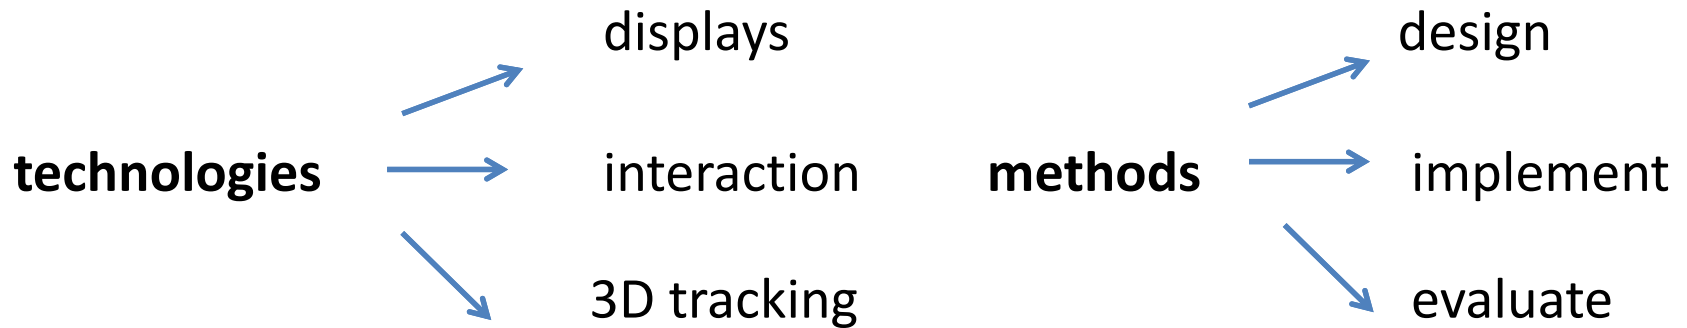 displays
technologies
interaction
3D tracking
design
methods
implement
evaluate